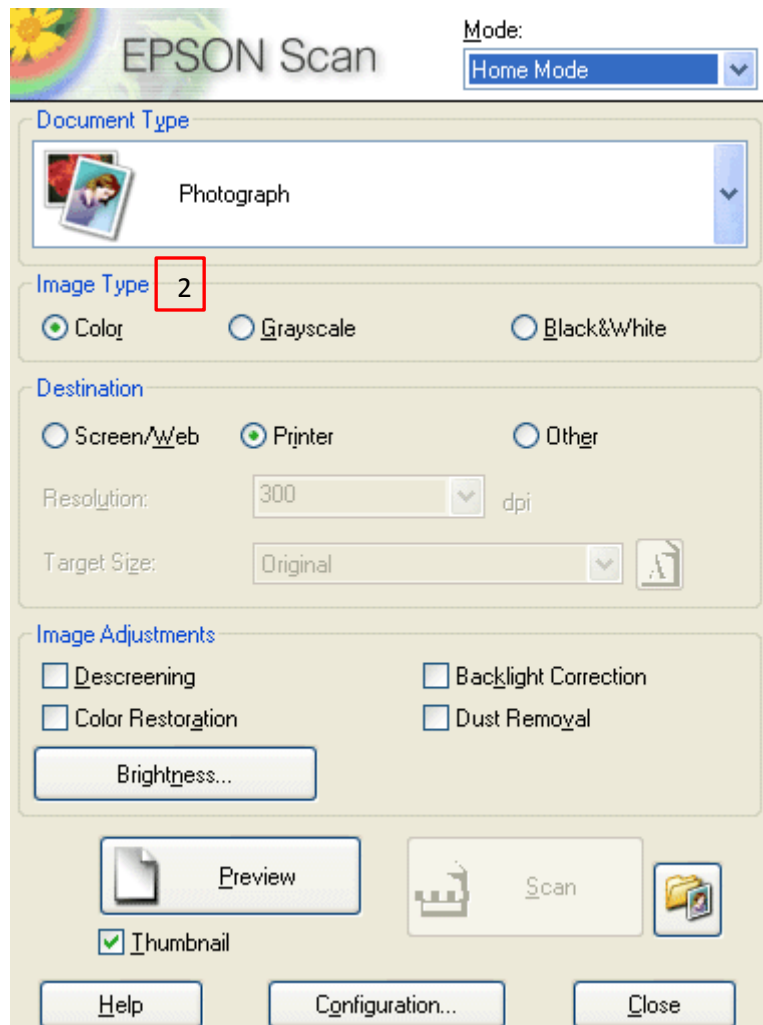 EPSON Scan
Mode:
Home Mode
Document Type
Photograph
Image Type 2
Color Grayscale Black&White
Destination
Screen/Web Printer Other
Resolution: 300 dpi
Target Size: Original
Image Adjustments
Descreening Backlight Correction
Color Restoration Dust Removal
Brightness...
Preview Scan
Thumbnail
Help Configuration... Close